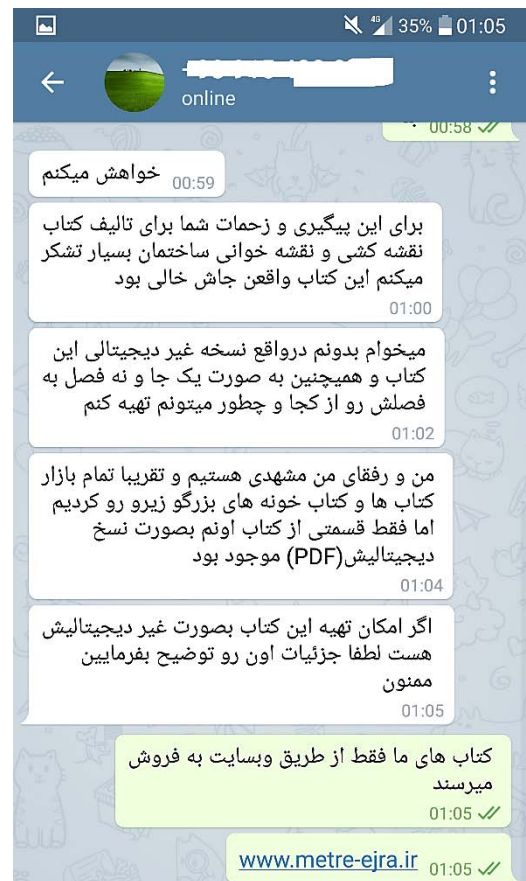 4G 35% 01:05
online
00:58
خواهش میکنم
00:59
برای این پیگیری و زحمات شما برای تالیف کتاب
نقشه کشی و نقشه خوانی ساختمان بسیار تشکر
میکنم این کتاب واقعن جاش خالی بود
01:00
میخوام بدونم درواقع نسخه غیر دیجیتالی این
کتاب و همچنین به صورت یک جا و نه فصل به
فصلش رو از کجا و چطور میتونم تهیه کنم
01:02
من و رفقای من مشهدی هستیم و تقریبا تمام بازار
کتاب ها و کتاب خونه های بزرگو زیرو رو کردیم
اما فقط قسمتی از کتاب اونم بصورت نسخ
دیجیتالیش(PDF) موجود بود
01:04
اگر امکان تهیه این کتاب بصورت غیر دیجیتالیش
هست لطفا جزئیات اون رو توضیح بفرمایین
ممنون
01:05
کتاب های ما فقط از طریق وبسایت به فروش
میرسند
01:05
www.metre-ejra.ir 01:05